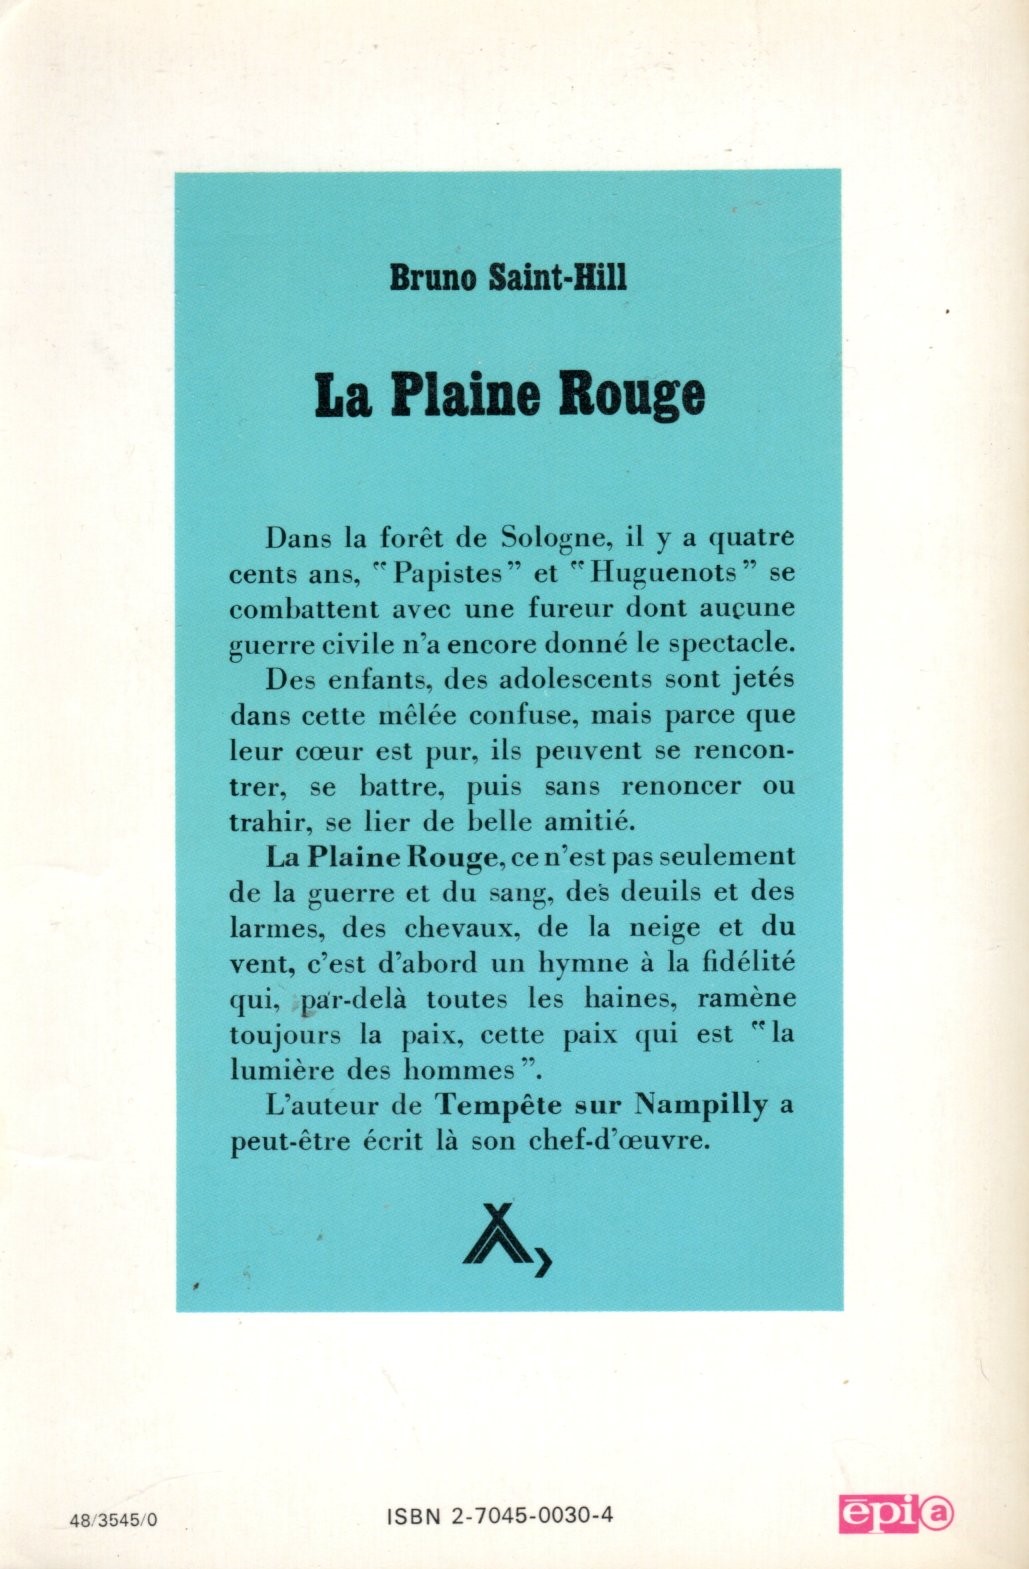 Bruno Saint-Hill
La Plaine Rouge
Dans la forêt de Sologne, il y a quatre
cents ans, "Papistes" et "Huguenots" se
combattent avec une fureur dont aucune
guerre civile n'a encore donné le spectacle.
Des enfants, des adolescents sont jetés
dans cette mêlée confuse, mais parce que
leur cœur est pur, ils peuvent se rencon-
trer, se battre, puis sans renoncer ou
trahir, se lier de belle amitié.
La Plaine Rouge, ce n'est pas seulement
de la guerre et du sang, des deuils et des
larmes, des chevaux, de la neige et du
vent, c'est d'abord un hymne à la fidélité
qui, par-delà toutes les haines, ramène
toujours la paix, cette paix qui est "la
lumière des hommes".
L'auteur de Tempête sur Nampilly a
peut-être écrit là son chef-d'œuvre.
48/3545/0
ISBN 2-7045-0030-4
épi a